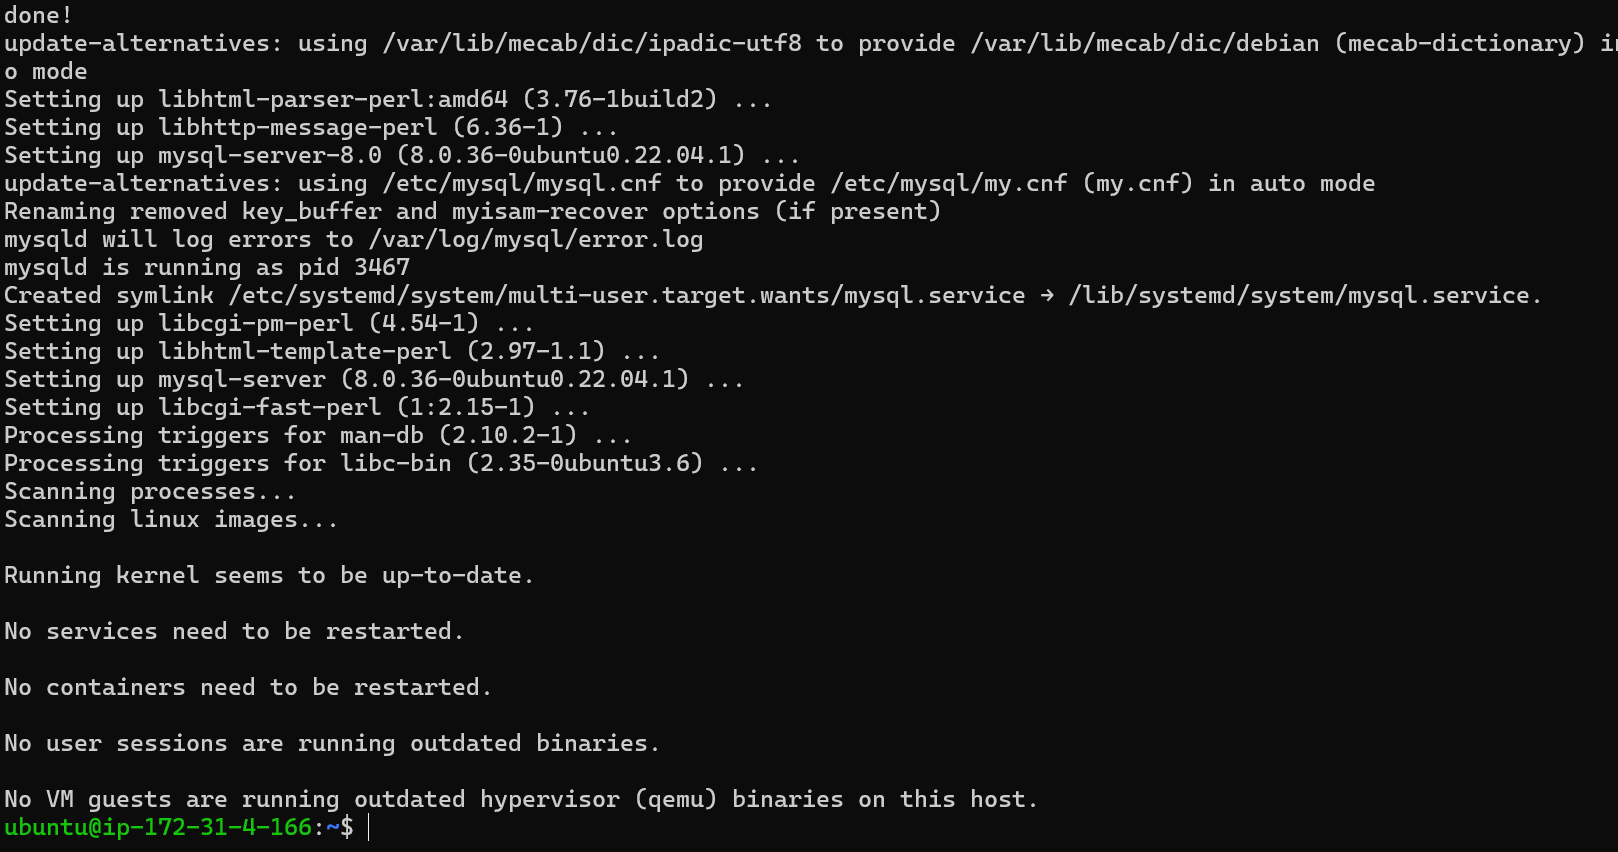 done!
update-alternatives: using /var/lib/mecab/dic/ipadic-utf8 to provide /var/lib/mecab/dic/debian (mecab-dictionary) in
o mode
Setting up libhtml-parser-perl:amd64 (3.76-1build2) ...
Setting up libhttp-message-perl (6.36-1) ...
Setting up mysql-server-8.0 (8.0.36-0ubuntu0.22.04.1) ...
update-alternatives: using /etc/mysql/mysql.cnf to provide /etc/mysql/my.cnf (my.cnf) in auto mode
Renaming removed key_buffer and myisam-recover options (if present)
mysqld will log errors to /var/log/mysql/error.log
mysqld is running as pid 3467
Created symlink /etc/systemd/system/multi-user.target.wants/mysql.service → /lib/systemd/system/mysql.service.
Setting up libcgi-pm-perl (4.54-1) ...
Setting up libhtml-template-perl (2.97-1.1) ...
Setting up mysql-server (8.0.36-0ubuntu0.22.04.1) ...
Setting up libcgi-fast-perl (1:2.15-1) ...
Processing triggers for man-db (2.10.2-1) ...
Processing triggers for libc-bin (2.35-0ubuntu3.6) ...
Scanning processes...
Scanning linux images...
Running kernel seems to be up-to-date.
No services need to be restarted.
No containers need to be restarted.
No user sessions are running outdated binaries.
No VM guests are running outdated hypervisor (qemu) binaries on this host.
ubuntu@ip-172-31-4-166:~$